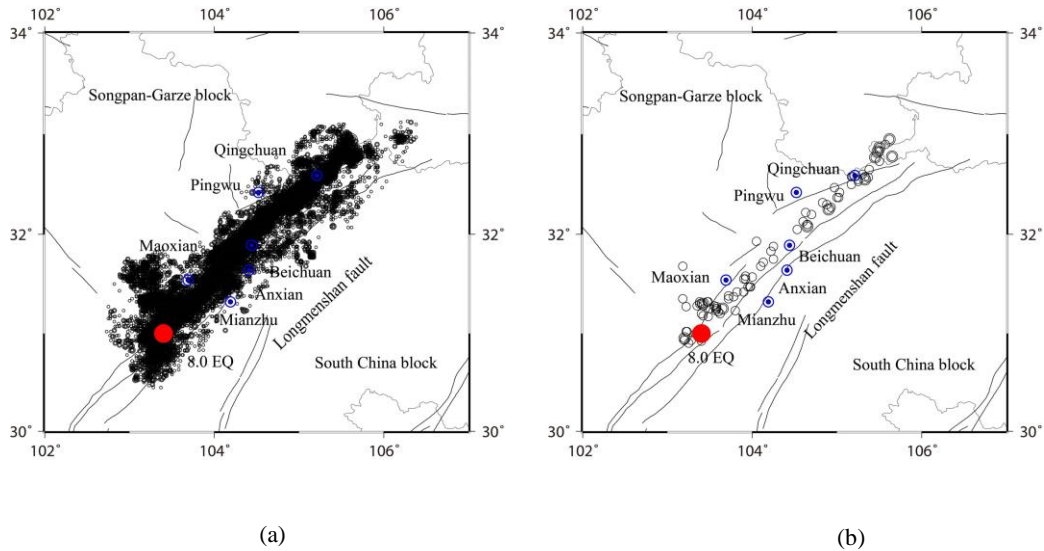 102˚
104˚
106˚
34˚
34˚
Songpan-Garze block
Qingchuan
Pingwu
32˚
32˚
Maoxian
Beichuan
Anxian
Mianzhu
Longmenshan fault
8.0 EQ
South China block
30˚
30˚
102˚
104˚
106˚
(a)
102˚
104˚
106˚
34˚
34˚
Songpan-Garze block
Qingchuan
Pingwu
32˚
32˚
Beichuan
Maoxian
Anxian
Mianzhu
Longmenshan fault
8.0 EQ
South China block
30˚
30˚
102˚
104˚
106˚
(b)